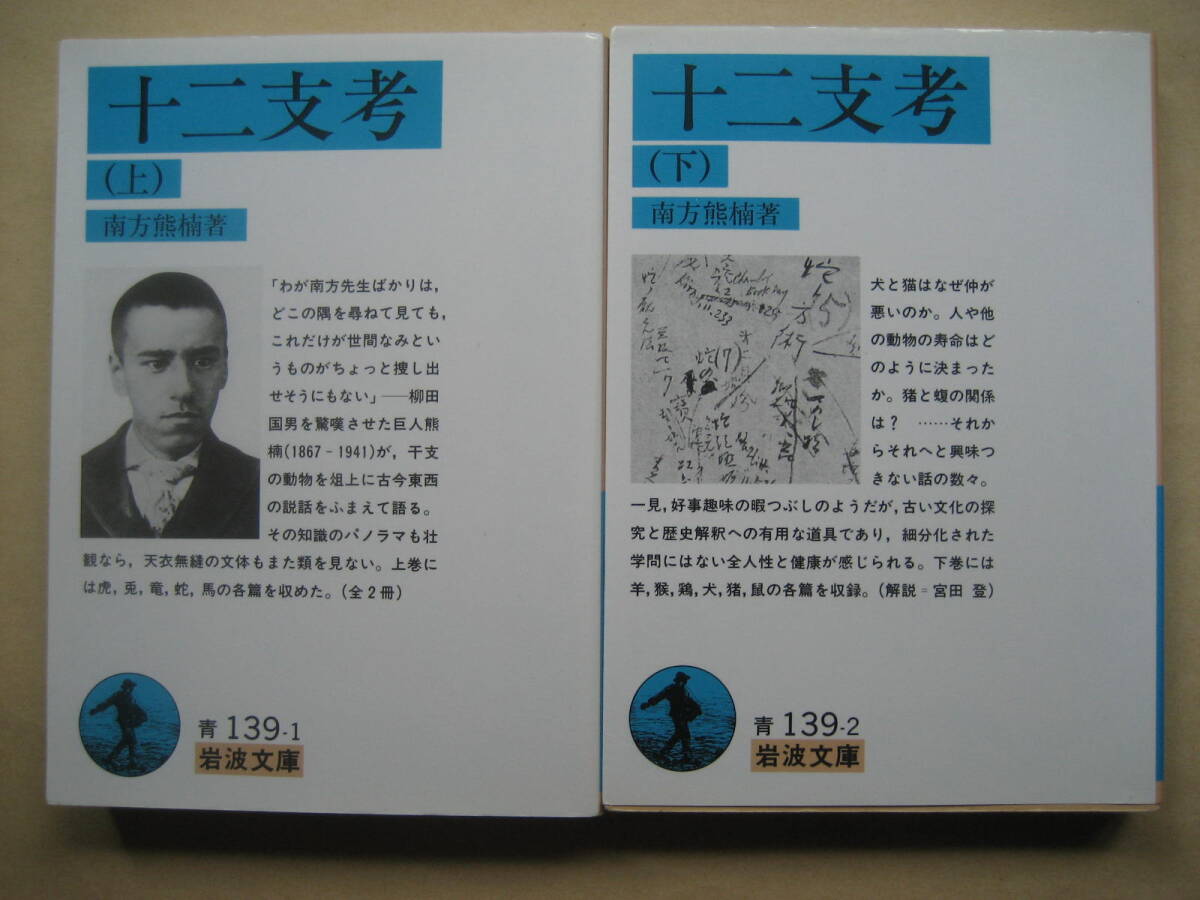 十二支考
(上)
南方熊楠著
「わが南方先生ばかりは,
どこの隅を尋ねて見ても,
これだけが世間なみとい
うものがちょっと捜し出
せそうにもない」――柳田
国男を驚嘆させた巨人熊
楠(1867‐1941)が, 干支
の動物を俎上に古今東西
の説話をふまえて語る。
その知識のパノラマも壮
観なら, 天衣無縫の文体もまた類を見ない。上巻に
は虎, 兎, 竜, 蛇, 馬の各篇を収めた。(全2冊)
青 139-1
岩波文庫
十二支考
(下)
南方熊楠著
犬と猫はなぜ仲が
悪いのか。人や他
の動物の寿命はど
のように決まった
か。猪と蝮の関係
は? ……それか
らそれへと興味つ
きない話の数々。
一見, 好事趣味の暇つぶしのようだが, 古い文化の探
究と歴史解釈への有用な道具であり, 細分化された
学問にはない全人性と健康が感じられる。下巻には
羊, 猴, 鶏, 犬, 猪, 鼠の各篇を収録。(解説=宮田 登)
青 139-2
岩波文庫